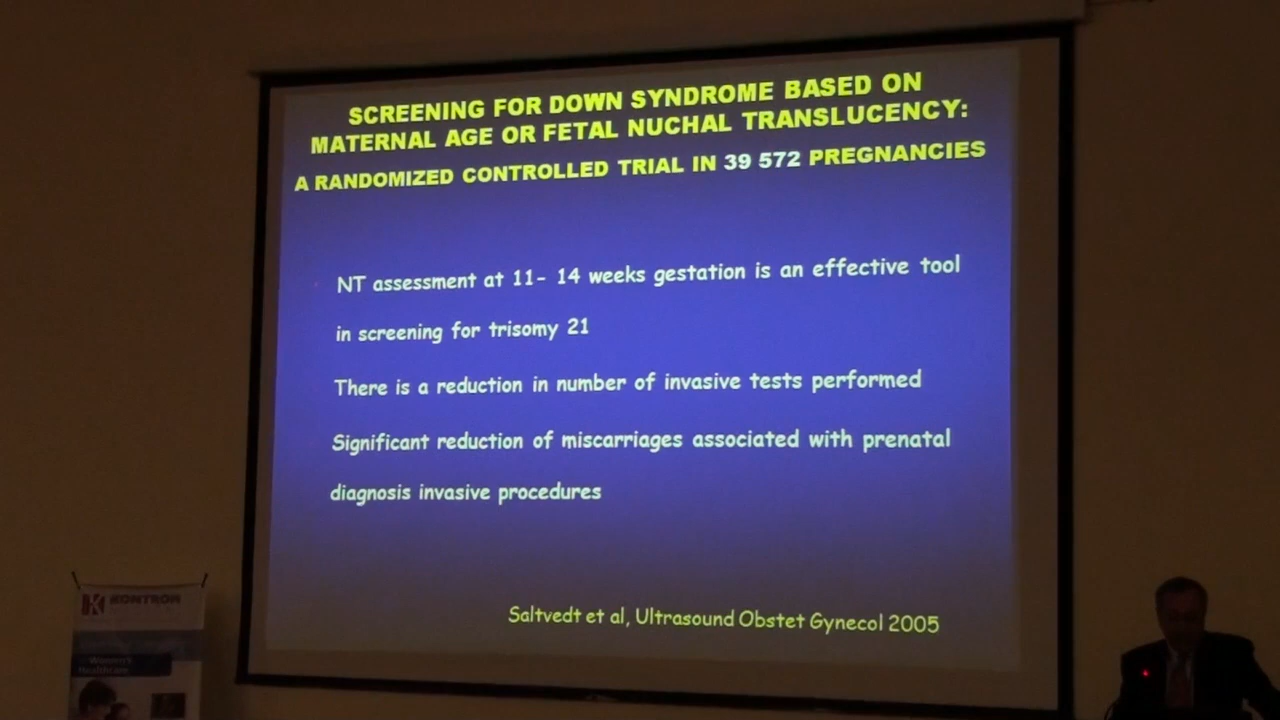 SCREENING FOR DOWN SYNDROME BASED ON
MATERNAL AGE OR FETAL NUCHAL TRANSLUCENCY:
A RANDOMIZED CONTROLLED TRIAL IN 39 572 PREGNANCIES
NT assessment at 11- 14 weeks gestation is an effective tool
in screening for trisomy 21
There is a reduction in number of invasive tests performed
Significant reduction of miscarriages associated with prenatal
diagnosis invasive procedures
Saltvedt et al, Ultrasound Obstet Gynecol 2005
K KONTRON
Women's
Healthcare